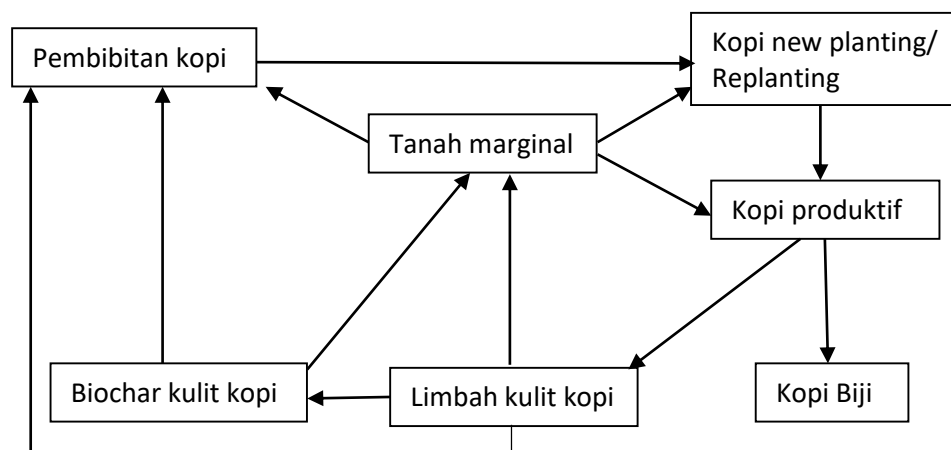 Pembibitan kopi
Kopi new planting/
Replanting
Tanah marginal
Kopi produktif
Biochar kulit kopi
Limbah kulit kopi
Kopi Biji